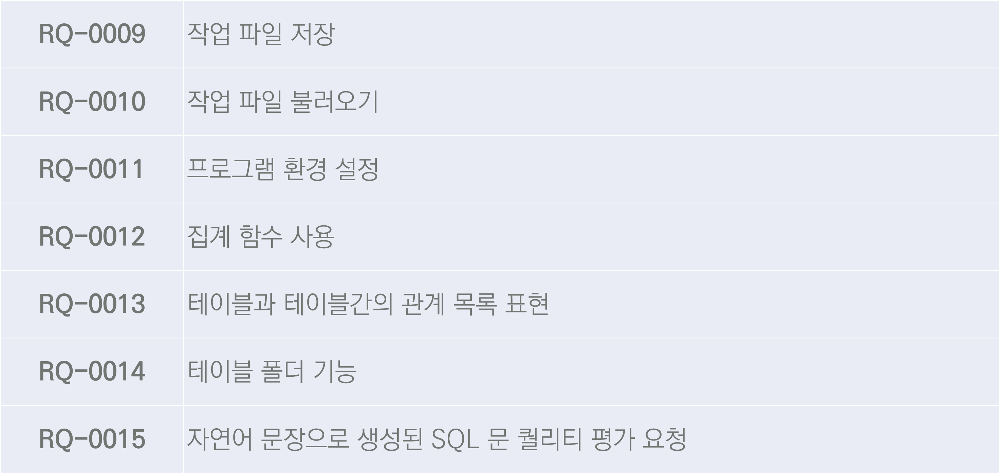 RQ-0009 작업 파일 저장
RQ-0010 작업 파일 불러오기
RQ-0011 프로그램 환경 설정
RQ-0012 집계 함수 사용
RQ-0013 테이블과 테이블간의 관계 목록 표현
RQ-0014 테이블 폴더 기능
RQ-0015 자연어 문장으로 생성된 SQL 문 퀄리티 평가 요청